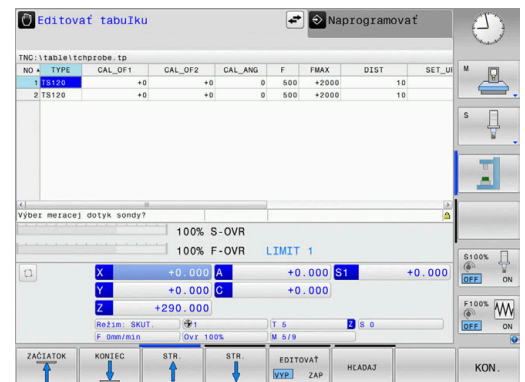 Editovať tabuľku
Naprogramovať
TNC:\table\tchprobe.tp
NO TYPE CAL_OF1 CAL_OF2 CAL_ANG F FMAX DIST SET_U
1 TS120 +0 +0 0 500 +2000 10
2 TS120 +0 +0 0 500 +2000 10
Výber meracej dotyk sondy?
100% S-OVR
100% F-OVR LIMIT 1
X +0.000 A +0.000 S1 +0.000
Y +0.000 C +0.000
Z +290.000
Režim: SKUT. 1 T 5 Z S 0
F 0mm/min Ovr 100% M 5/9
M
S
S100%
OFF ON
F100%
OFF ON
ZAČIATOK
KONIEC
STR.
STR.
EDITOVAŤ
VYP ZAP
HĽADAJ
KON.